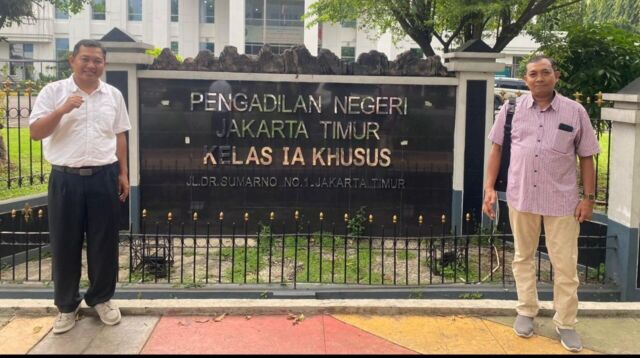 PENGADILAN NEGERI
JAKARTA TIMUR
KELAS IA KHUSUS
JL.DR.SUMARNO NO.1 JAKARTA TIMUR